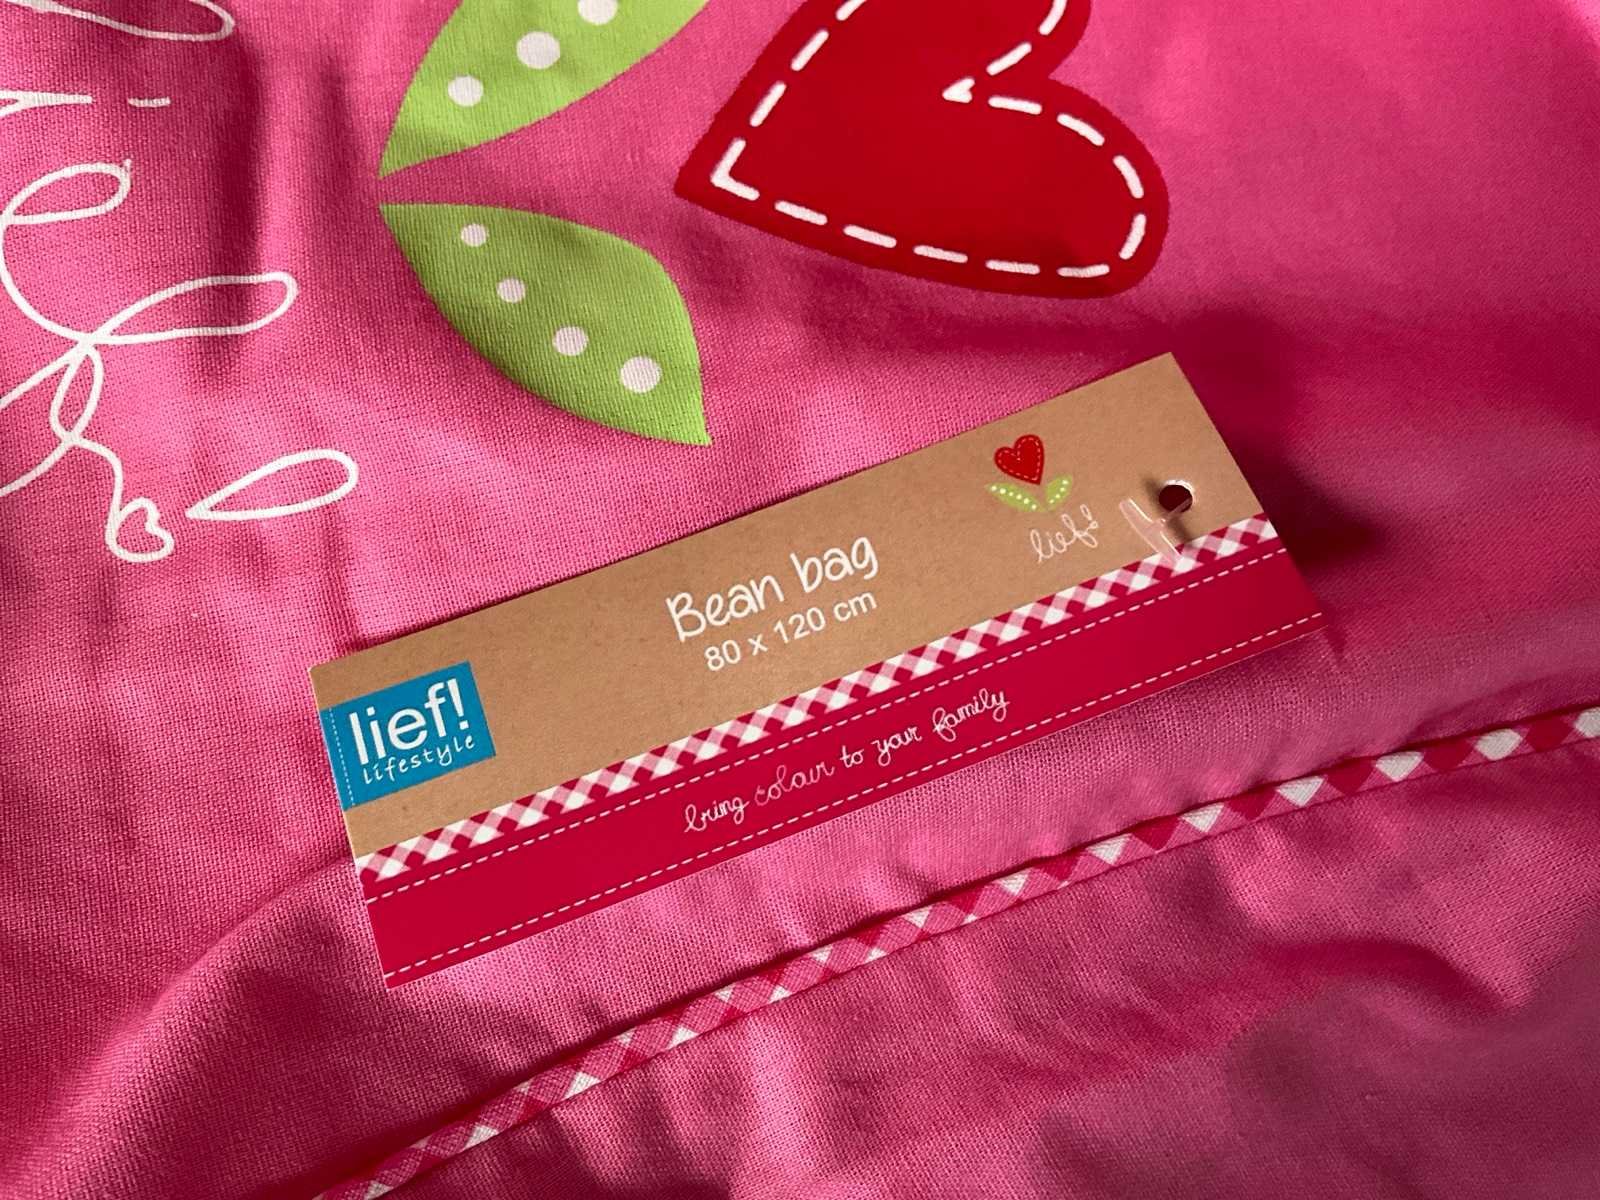 lief!
Bean bag
80 x 120 cm
lief!
lifestyle
bring colour to your family